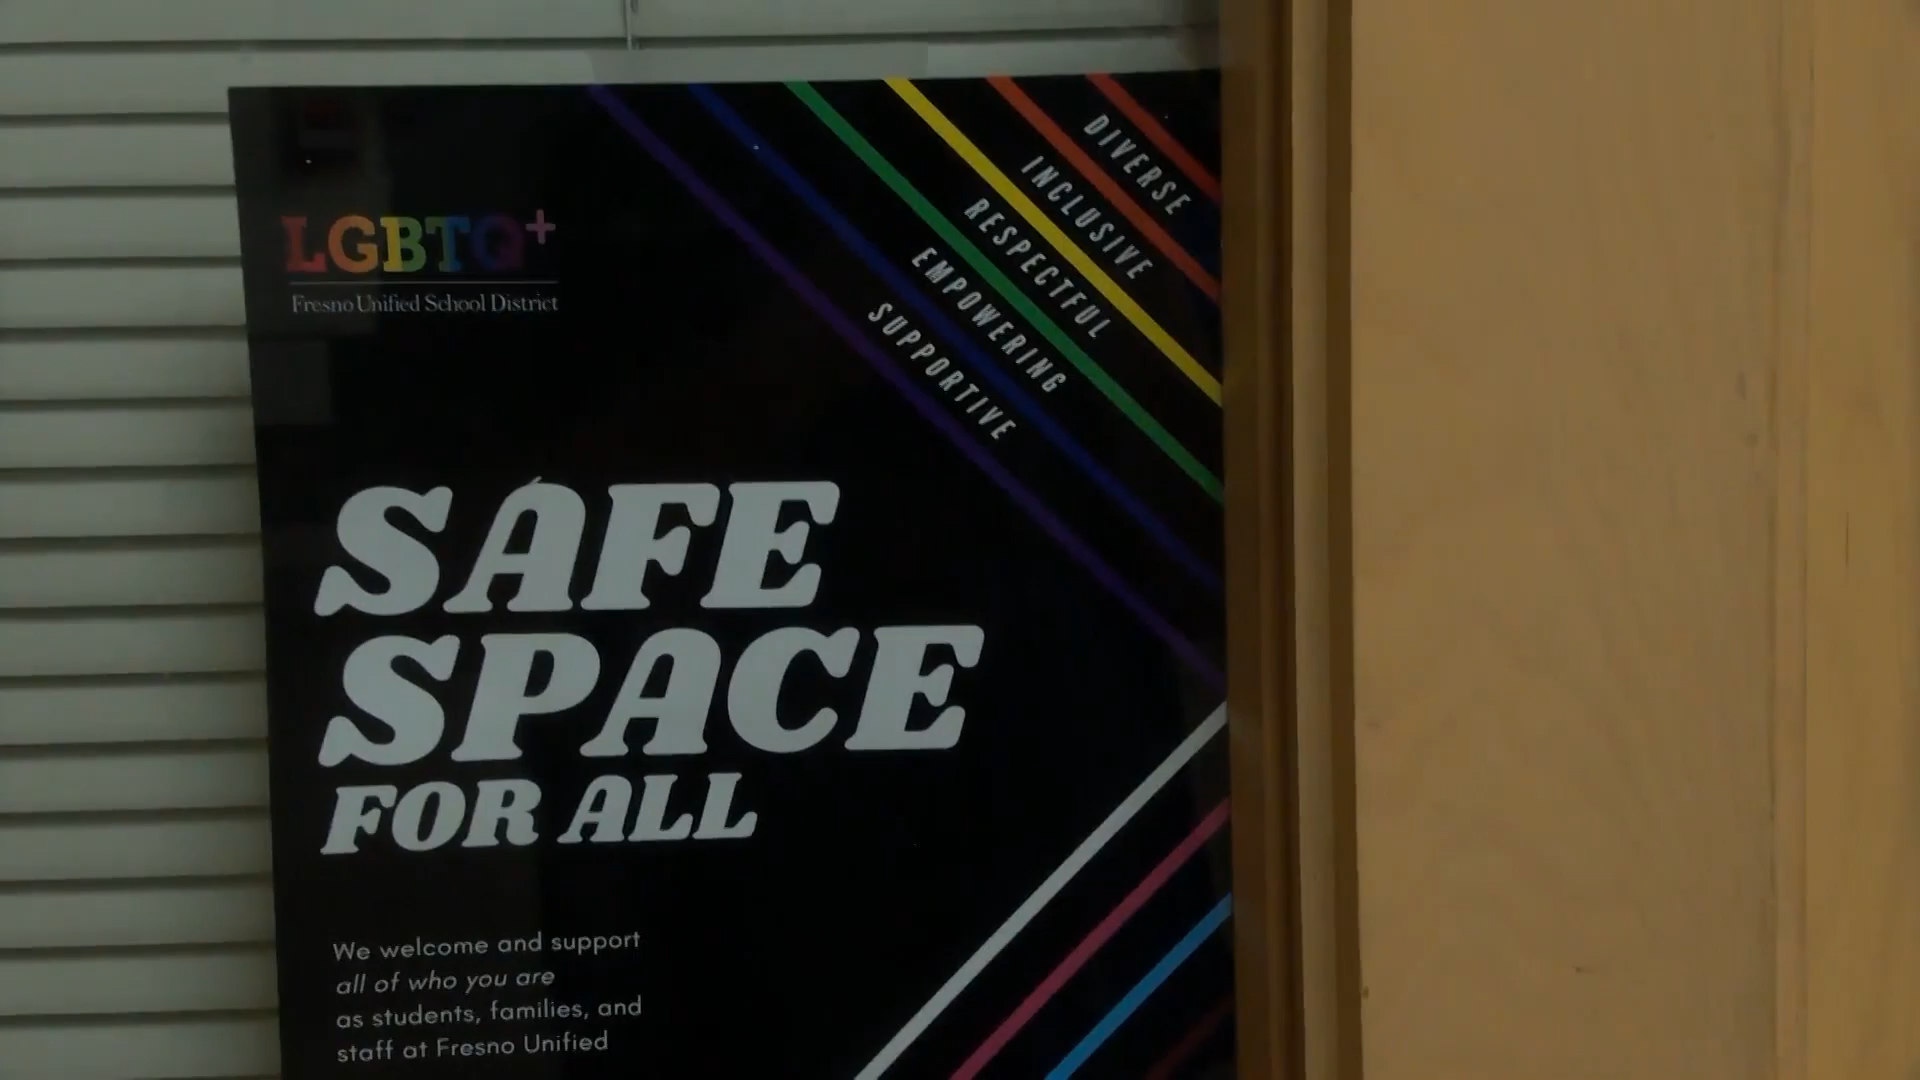 LGBTQ+
Fresno Unified School District
DIVERSE
INCLUSIVE
RESPECTFUL
EMPOWERING
SUPPORTIVE
SAFE
SPACE
FOR ALL
We welcome and support
all of who you are
as students, families, and
staff at Fresno Unified